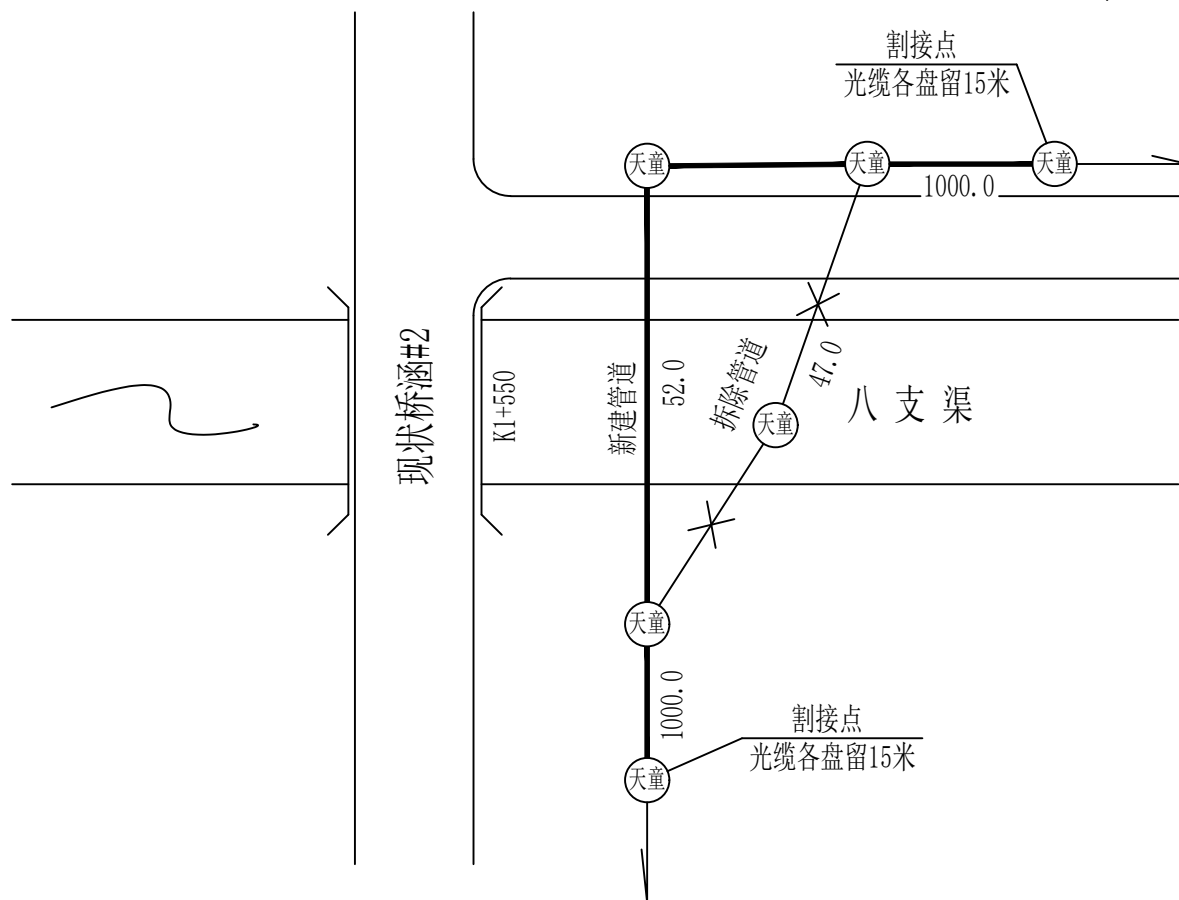 割接点
光缆各盘留15米
天童
天童
天童
1000.0
现状桥涵#2
K1+550
新建管道
52.0
拆除管道
47.0
天童
八支渠
天童
1000.0
割接点
光缆各盘留15米
天童